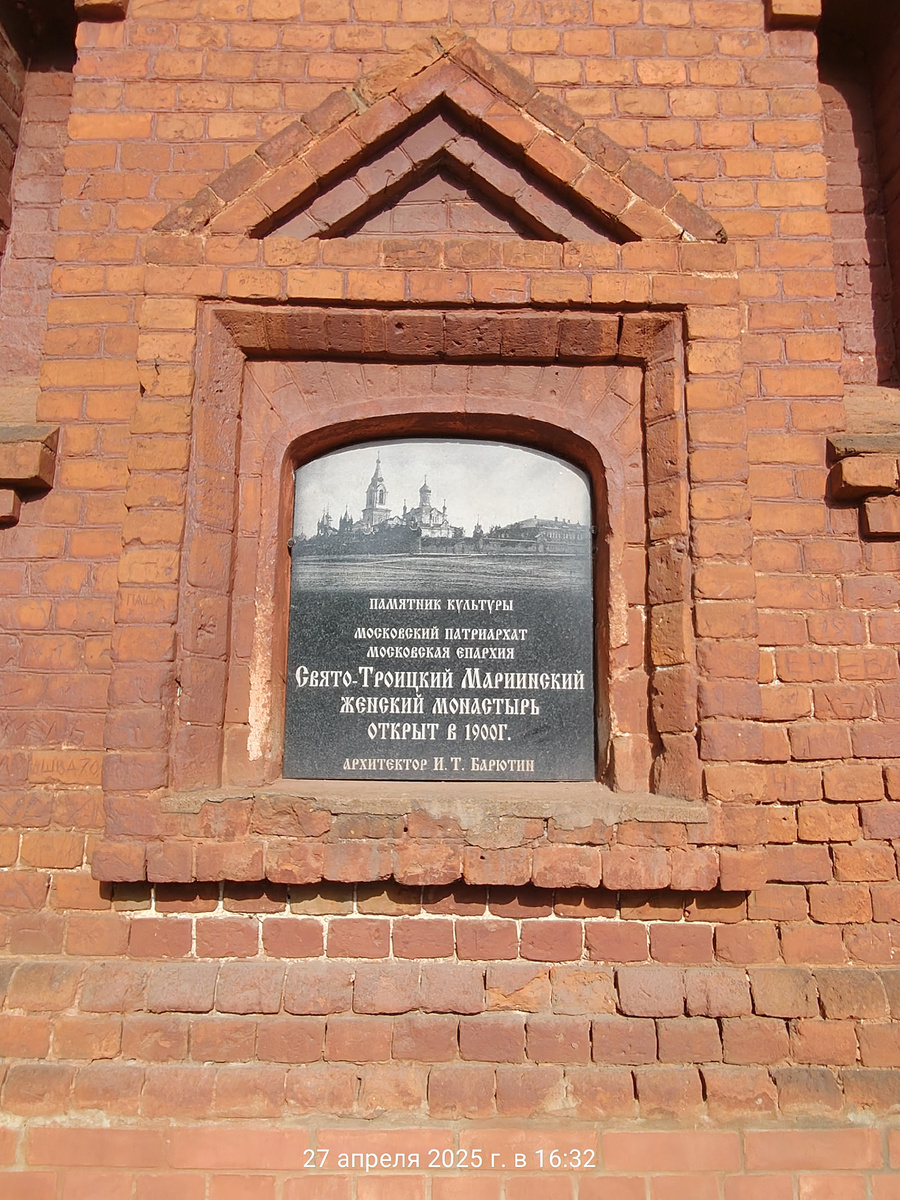 ПАМЯТНИК КУЛЬТУРЫ
МОСКОВСКИЙ ПАТРИАРХАТ
МОСКОВСКАЯ ЕПАРХИЯ
СВЯТО-ТРОИЦКИЙ МАРИИНСКИЙ
ЖЕНСКИЙ МОНАСТЫРЬ
ОТКРЫТ В 1900Г.
АРХИТЕКТОР И. Т. БАРЮТИН
27 апреля 2025 г. в 16:32